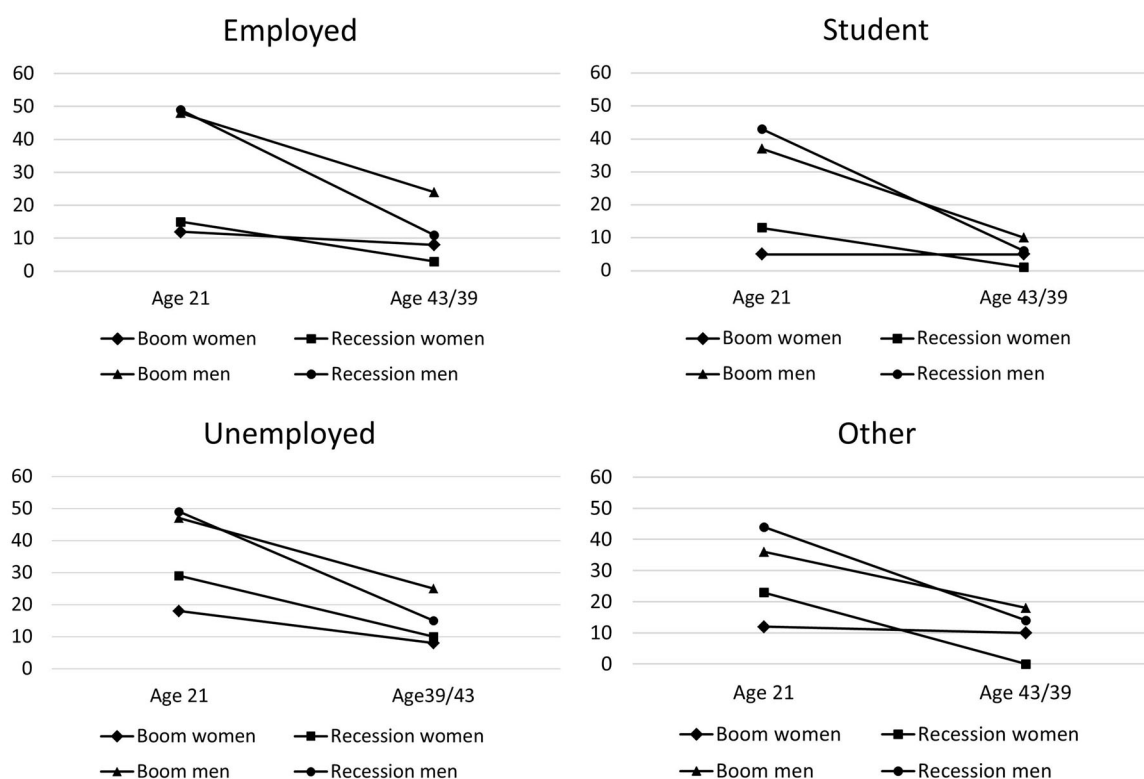 Employed
60
50
40
30
20
10
0
Age 21 Age 43/39
Boom women Recession women
Boom men Recession men
Student
60
50
40
30
20
10
0
Age 21 Age 43/39
Boom women Recession women
Boom men Recession men
Unemployed
60
50
40
30
20
10
0
Age 21 Age39/43
Boom women Recession women
Boom men Recession men
Other
60
50
40
30
20
10
0
Age 21 Age 43/39
Boom women Recession women
Boom men Recession men